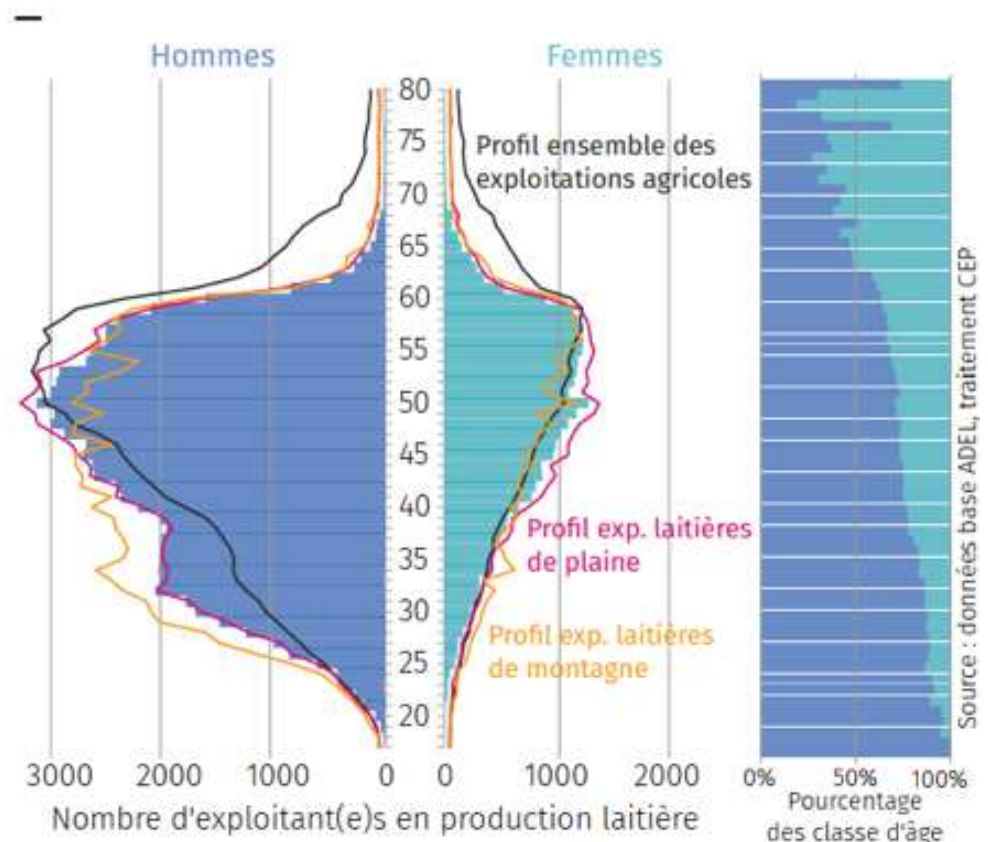 Hommes
Femmes
80
75
70
65
60
55
50
45
40
35
30
25
20
Profil ensemble des
exploitations agricoles
Profil exp. laitières
de plaine
Profil exp. laitières
de montagne
3000 2000 1000 0
0 1000 2000
Nombre d'exploitant(e)s en production laitière
0% 50% 100%
Pourcentage
des classe d'âge
Source : données base ADEL, traitement CEP